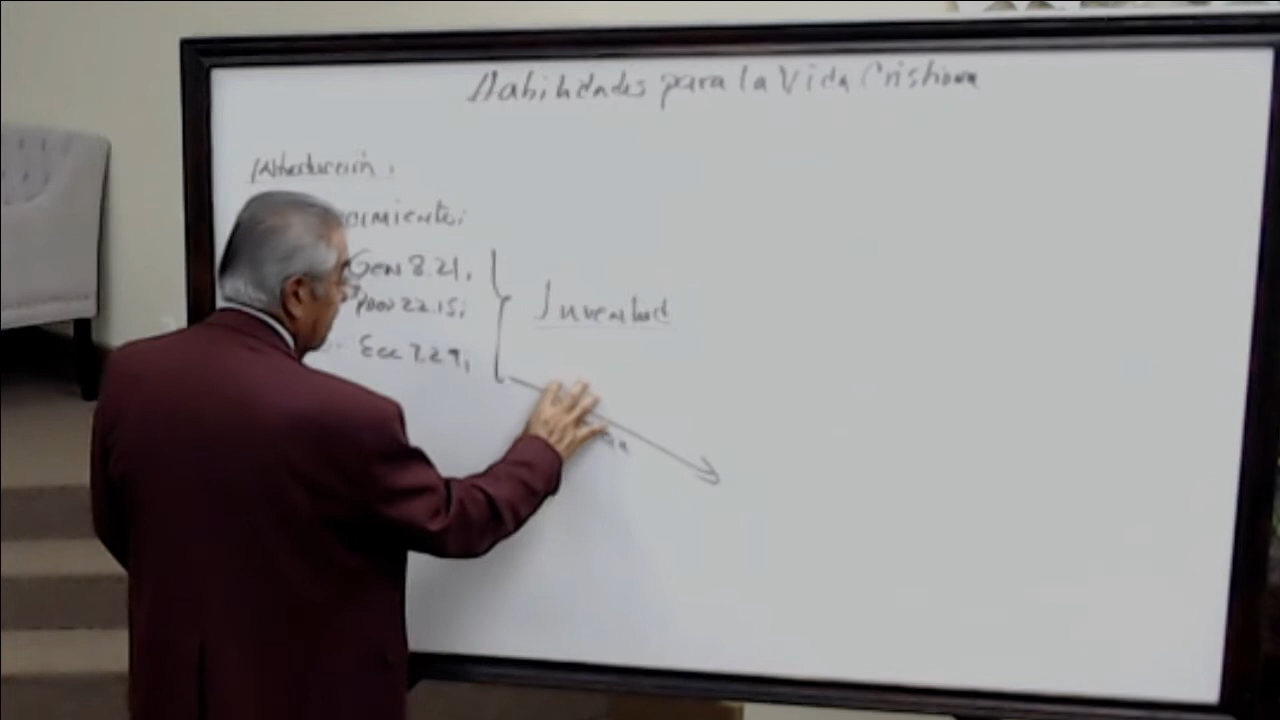 Habilidades para la Vida Cristiana
Introducción:
Gen 8.21,
Prov 22.15;
Juventud
Ecc 7.29,